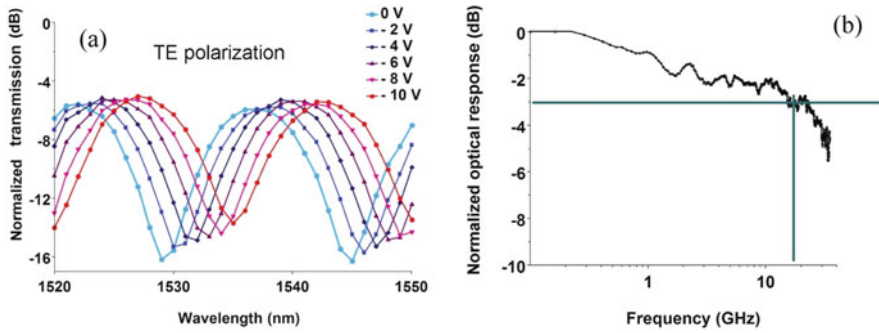 (a)
TE polarization
0 V
- 2 V
- 4 V
- 6 V
- 8 V
- 10 V
Normalized transmission (dB)
0
-4
-8
-12
-16
1520
1530
1540
1550
Wavelength (nm)
(b)
Normalized optical response (dB)
0
-2
-4
-6
-8
-10
1
10
Frequency (GHz)